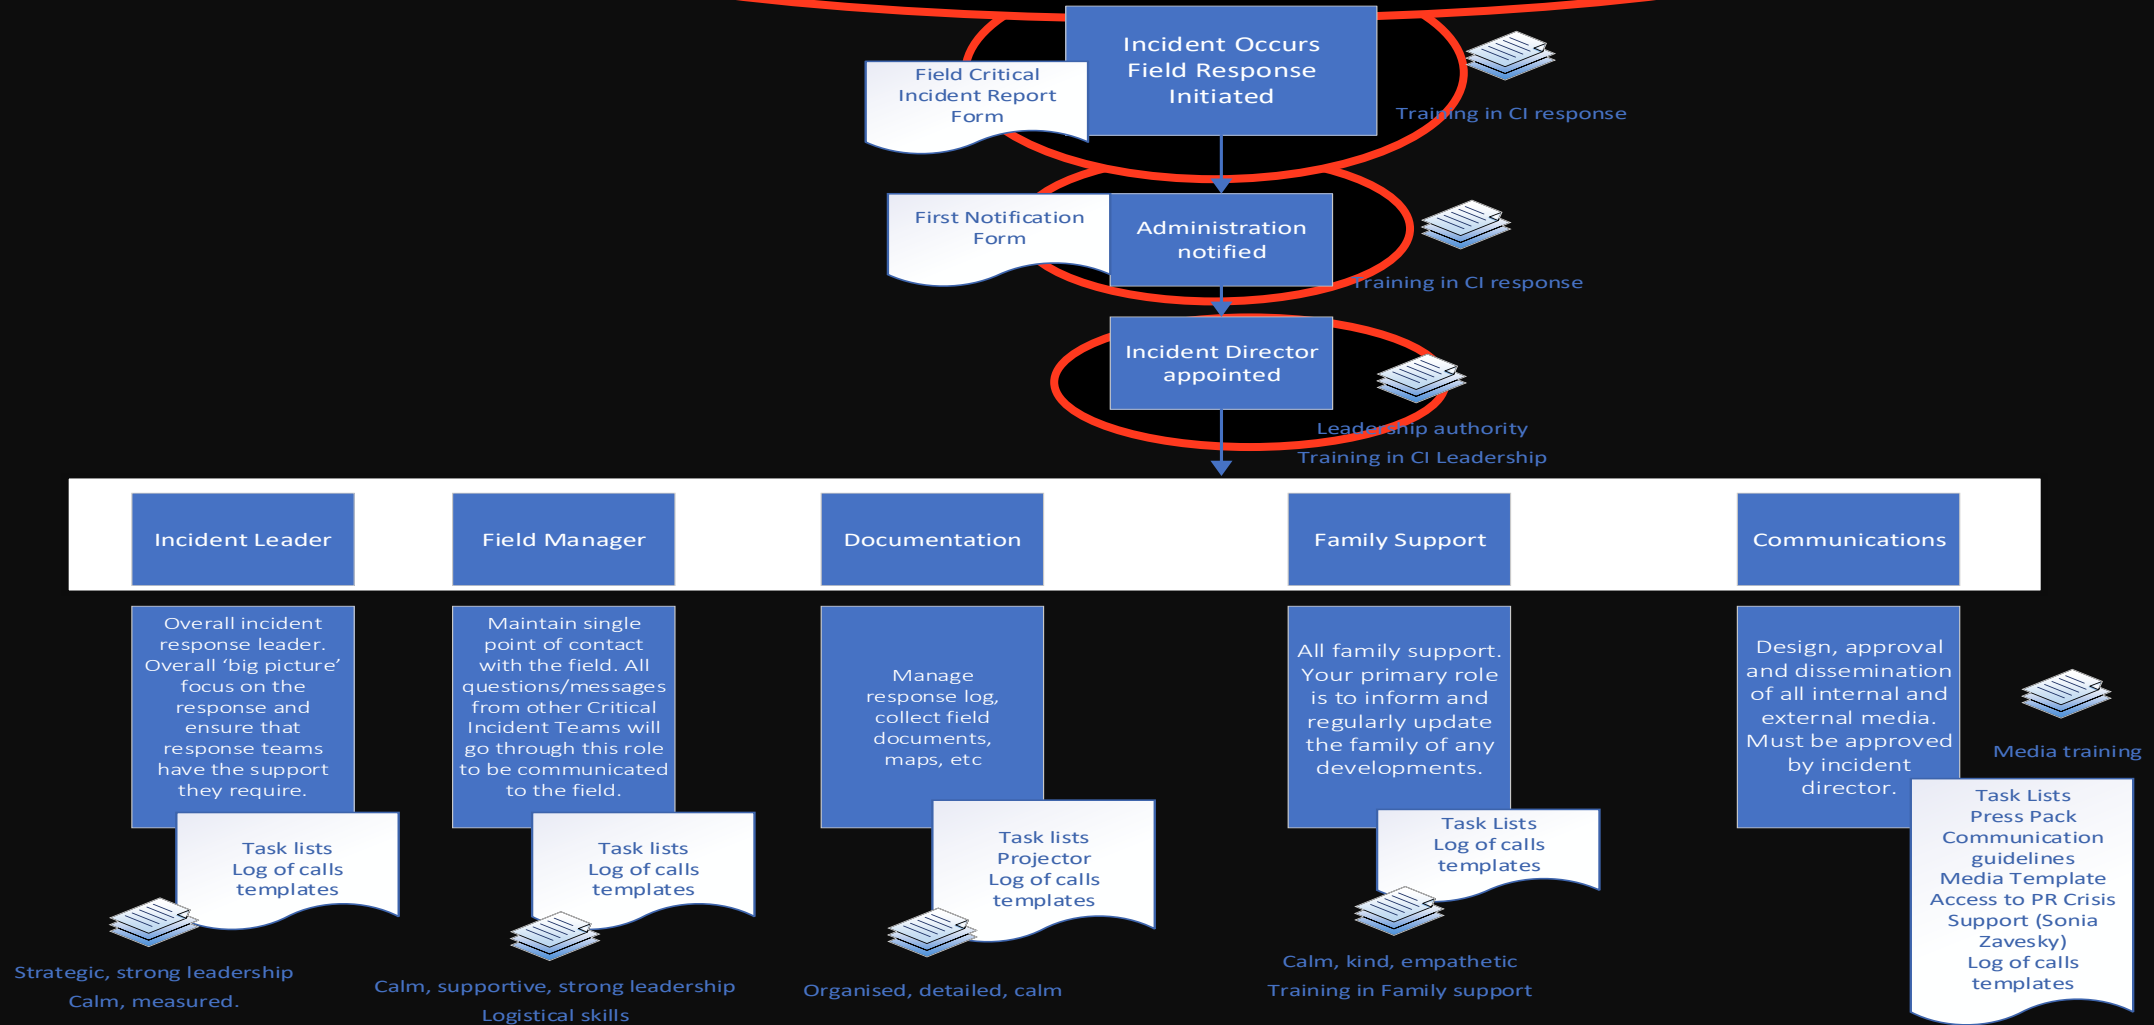 Incident Occurs
Field Response
Initiated
Field Critical
Incident Report
Form
Training in CI response
First Notification
Form
Administration
notified
Training in CI response
Incident Director
appointed
Leadership authority
Training in CI Leadership
Incident Leader
Field Manager
Documentation
Family Support
Communications
Overall incident
response leader.
Overall ‘big picture’
focus on the
response and
ensure that
response teams
have the support
they require.
Maintain single
point of contact
with the field. All
questions/messages
from other Critical
Incident Teams will
go through this role
to be communicated
to the field.
Manage
response log,
collect field
documents,
maps, etc
All family support.
Your primary role
is to inform and
regularly update
the family of any
developments.
Design, approval
and dissemination
of all internal and
external media.
Must be approved
by incident
director.
Media training
Task lists
Log of calls
templates
Task lists
Log of calls
templates
Task lists
Projector
Log of calls
templates
Task Lists
Log of calls
templates
Task Lists
Press Pack
Communication
guidelines
Media Template
Access to PR Crisis
Support (Sonia
Zavesky)
Log of calls
templates
Strategic, strong leadership
Calm, measured.
Calm, supportive, strong leadership
Logistical skills
Organised, detailed, calm
Calm, kind, empathetic
Training in Family support